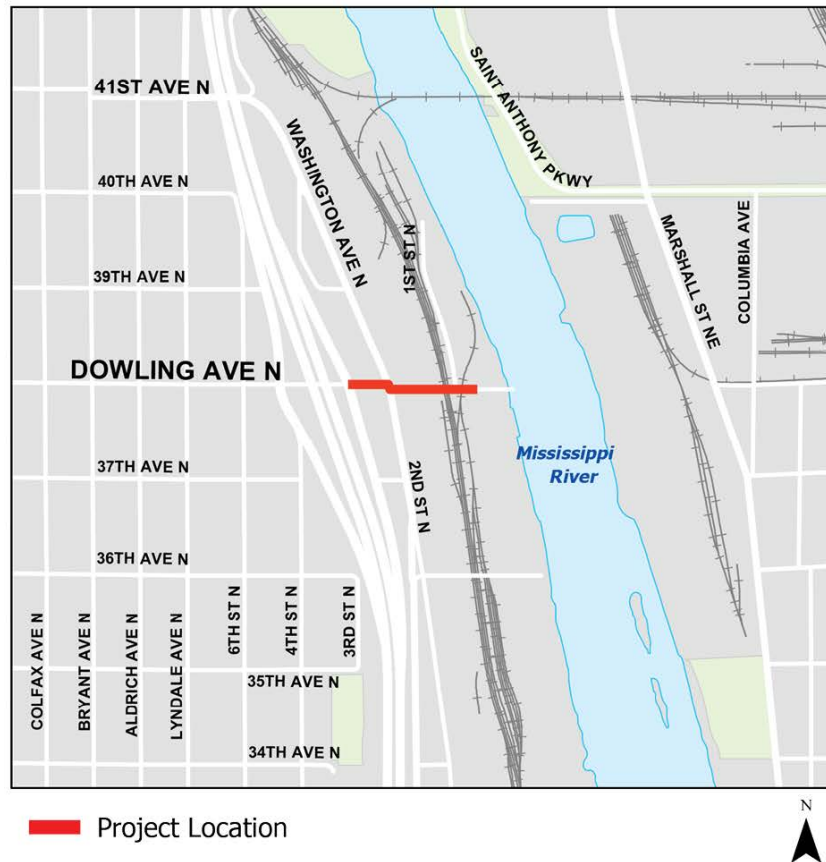 SAINT ANTHONY PKWY
41ST AVE N
WASHINGTON AVE N
40TH AVE N
1ST ST N
MARSHALL ST NE
COLUMBIA AVE
39TH AVE N
DOWLING AVE N
37TH AVE N
2ND ST N
Mississippi
River
36TH AVE N
COLFAX AVE N
BRYANT AVE N
ALDRICH AVE N
LYNDALE AVE N
6TH ST N
4TH ST N
3RD ST N
35TH AVE N
34TH AVE N
Project Location
N